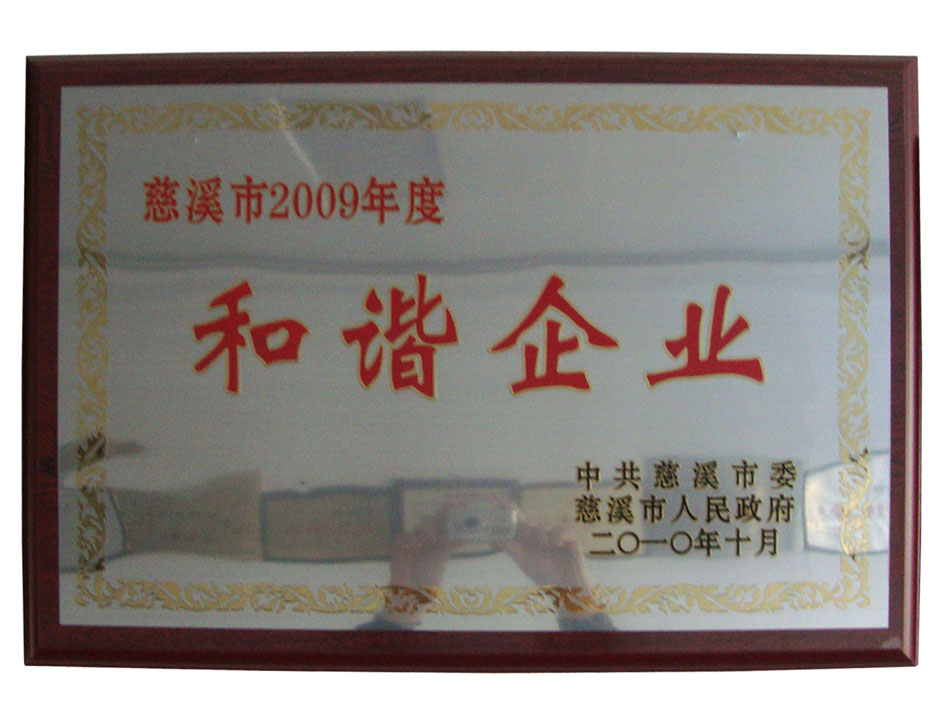 慈溪市2009年度
和谐企业
中共慈溪市委
慈溪市人民政府
二〇一〇年十月